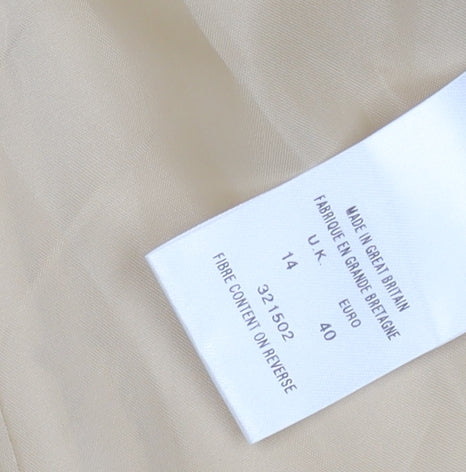 MADE IN GREAT BRITAIN
FABRIQUE EN GRANDE BRETAGNE
U.K. EURO
14 40
321502
FIBRE CONTENT ON REVERSE